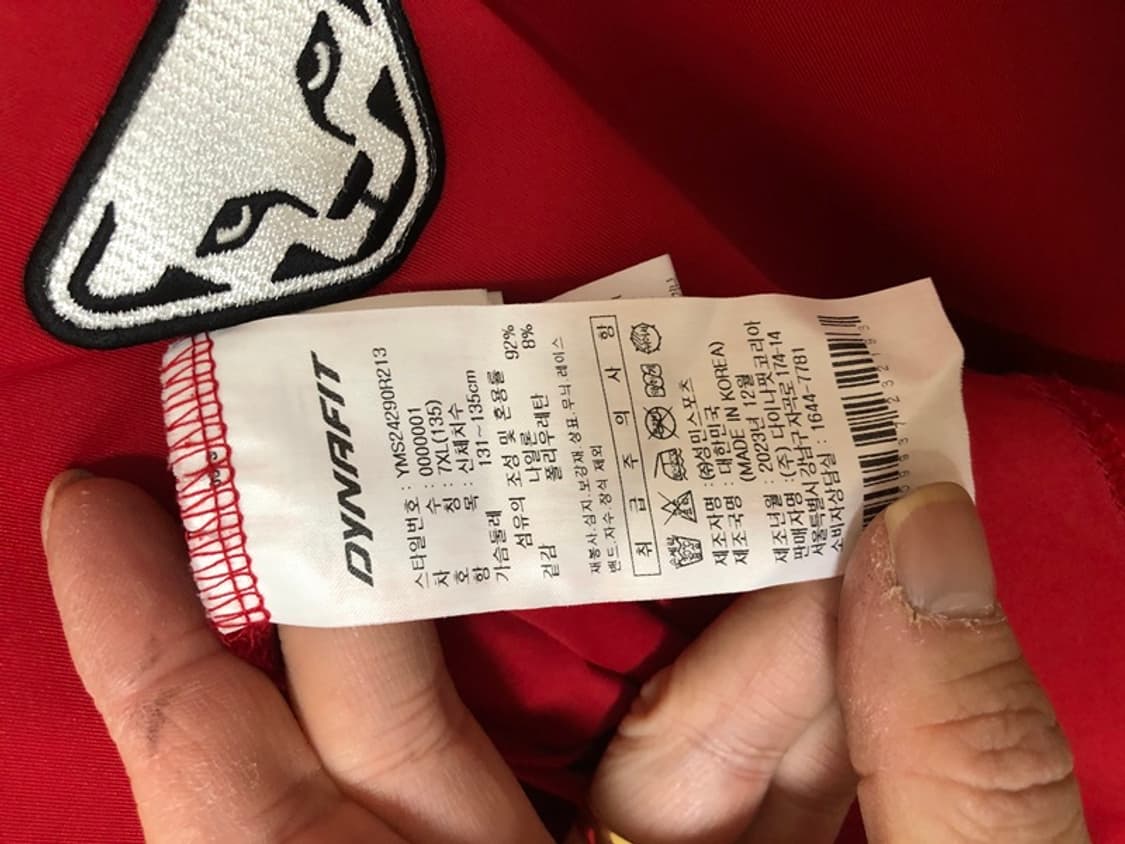 DYNAFIT
스타일번호 : YMS24290R213
차 수 : 0000001
호 칭 : 7XL(135)
항 목 : 신체치수
가슴둘레 131~135cm
섬유의 조성 및 혼용률
겉감 나일론 92%
폴리우레탄 8%
재봉사.심지.보강재.상표.무늬.레이스
밴드.자수.장식 제외
취 급 주 의 사 항
제조자명 : ㈜성민스포츠
제조국명 : 대한민국
(MADE IN KOREA)
제조년월 : 2023년 12월
판매자명 : (주) 다이나핏코리아
서울특별시 강남구 자곡로 174-14
소비자상담실 : 1644-7781